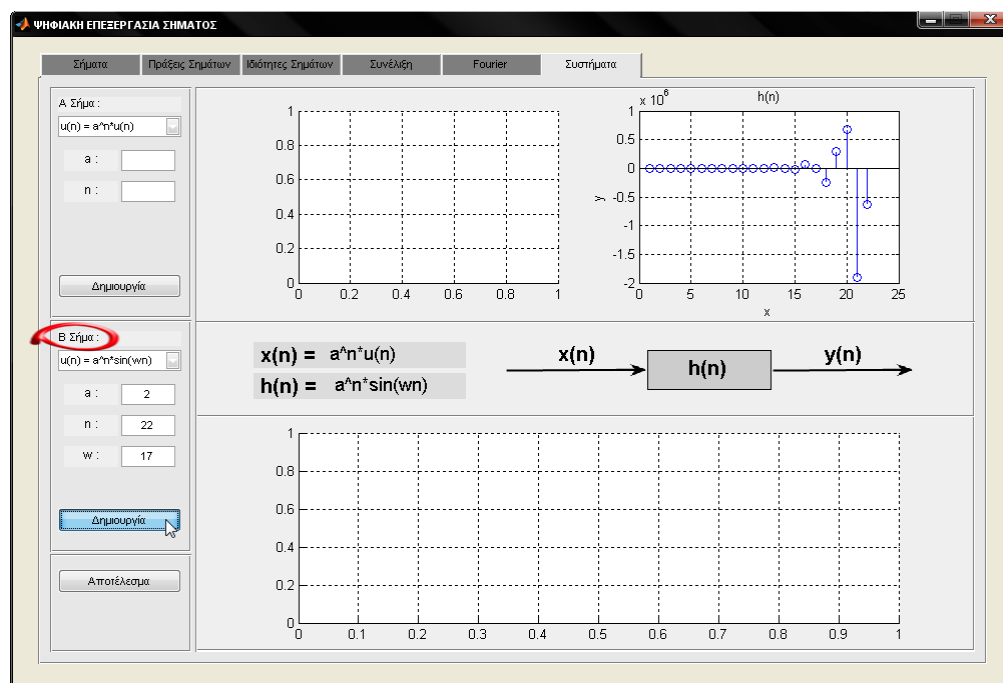 ΨΗΦΙΑΚΗ ΕΠΕΞΕΡΓΑΣΙΑ ΣΗΜΑΤΟΣ
Σήματα Πράξεις Σημάτων Ιδιότητες Σημάτων Συνέλιξη Fourier Συστήματα
Α Σήμα :
u(n) = a^n*u(n)
a :
n :
Δημιουργία
1
0.8
0.6
0.4
0.2
0
0 0.2 0.4 0.6 0.8 1
x 10^6
h(n)
1
0.5
0
-0.5
-1
-1.5
-2
y
0 5 10 15 20 25
x
Β Σήμα :
u(n) = a^n*sin(wn)
a : 2
n : 22
w : 17
Δημιουργία
x(n) = a^n*u(n)
h(n) = a^n*sin(wn)
x(n) h(n) y(n)
Αποτέλεσμα
1
0.8
0.6
0.4
0.2
0
0 0.1 0.2 0.3 0.4 0.5 0.6 0.7 0.8 0.9 1